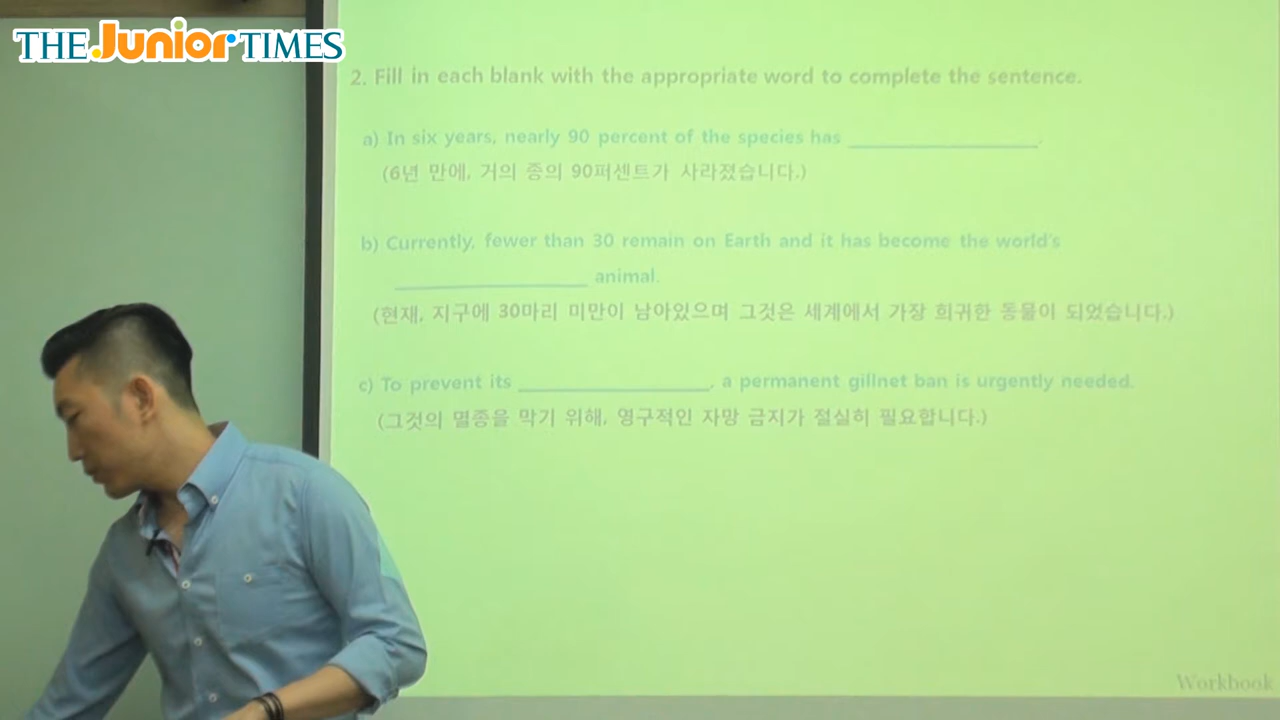 THE Junior TIMES
2. Fill in each blank with the appropriate word to complete the sentence.
a) In six years, nearly 90 percent of the species has ____________.
(6년 만에, 거의 종의 90퍼센트가 사라졌습니다.)
b) Currently, fewer than 30 remain on Earth and it has become the world's
____________ animal.
(현재, 지구에 30마리 미만이 남아있으며 그것은 세계에서 가장 희귀한 동물이 되었습니다.)
c) To prevent its ____________, a permanent gillnet ban is urgently needed.
(그것의 멸종을 막기 위해, 영구적인 자망 금지가 절실히 필요합니다.)
Workbook